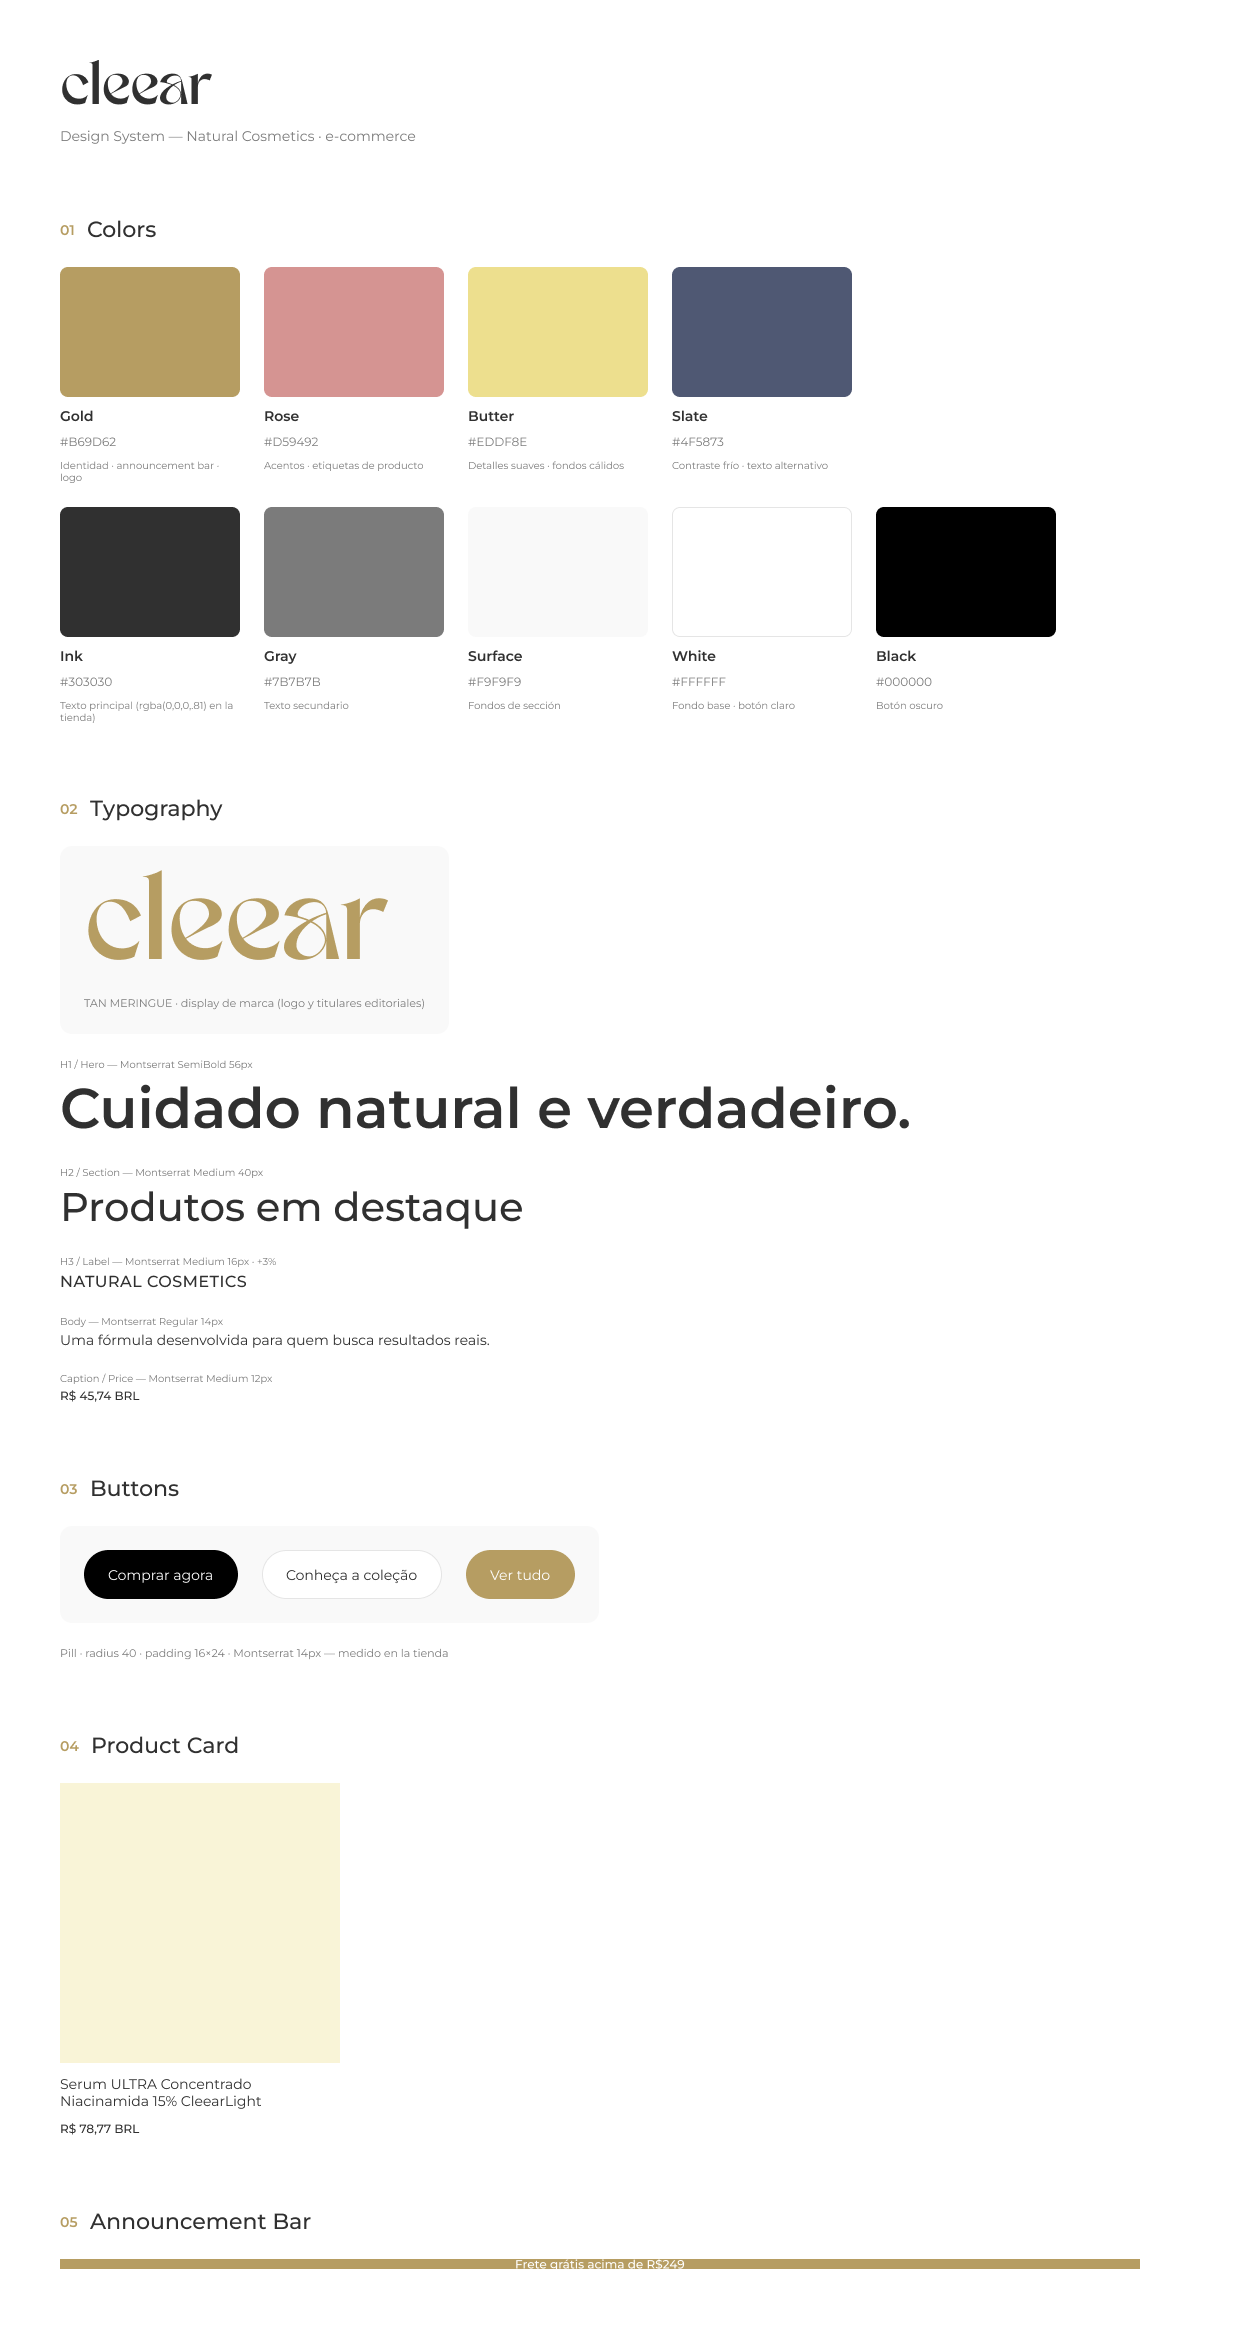 cleear
Design System — Natural Cosmetics · e-commerce
01 Colors
Gold
#B69D62
Identidad · announcement bar ·
logo
Rose
#D59492
Acentos · etiquetas de producto
Butter
#EDDF8E
Detalles suaves · fondos cálidos
Slate
#4F5873
Contraste frío · texto alternativo
Ink
#303030
Texto principal (rgba(0,0,0,.81) en la
tienda)
Gray
#7B7B7B
Texto secundario
Surface
#F9F9F9
Fondos de sección
White
#FFFFFF
Fondo base · botón claro
Black
#000000
Botón oscuro
02 Typography
cleear
TAN MERINGUE · display de marca (logo y titulares editoriales)
H1 / Hero — Montserrat SemiBold 56px
Cuidado natural e verdadeiro.
H2 / Section — Montserrat Medium 40px
Produtos em destaque
H3 / Label — Montserrat Medium 16px · +3%
NATURAL COSMETICS
Body — Montserrat Regular 14px
Uma fórmula desenvolvida para quem busca resultados reais.
Caption / Price — Montserrat Medium 12px
R$ 45,74 BRL
03 Buttons
Comprar agora
Conheça a coleção
Ver tudo
Pill · radius 40 · padding 16×24 · Montserrat 14px — medido en la tienda
04 Product Card
Serum ULTRA Concentrado
Niacinamida 15% CleearLight
R$ 78,77 BRL
05 Announcement Bar
Frete grátis acima de R$249